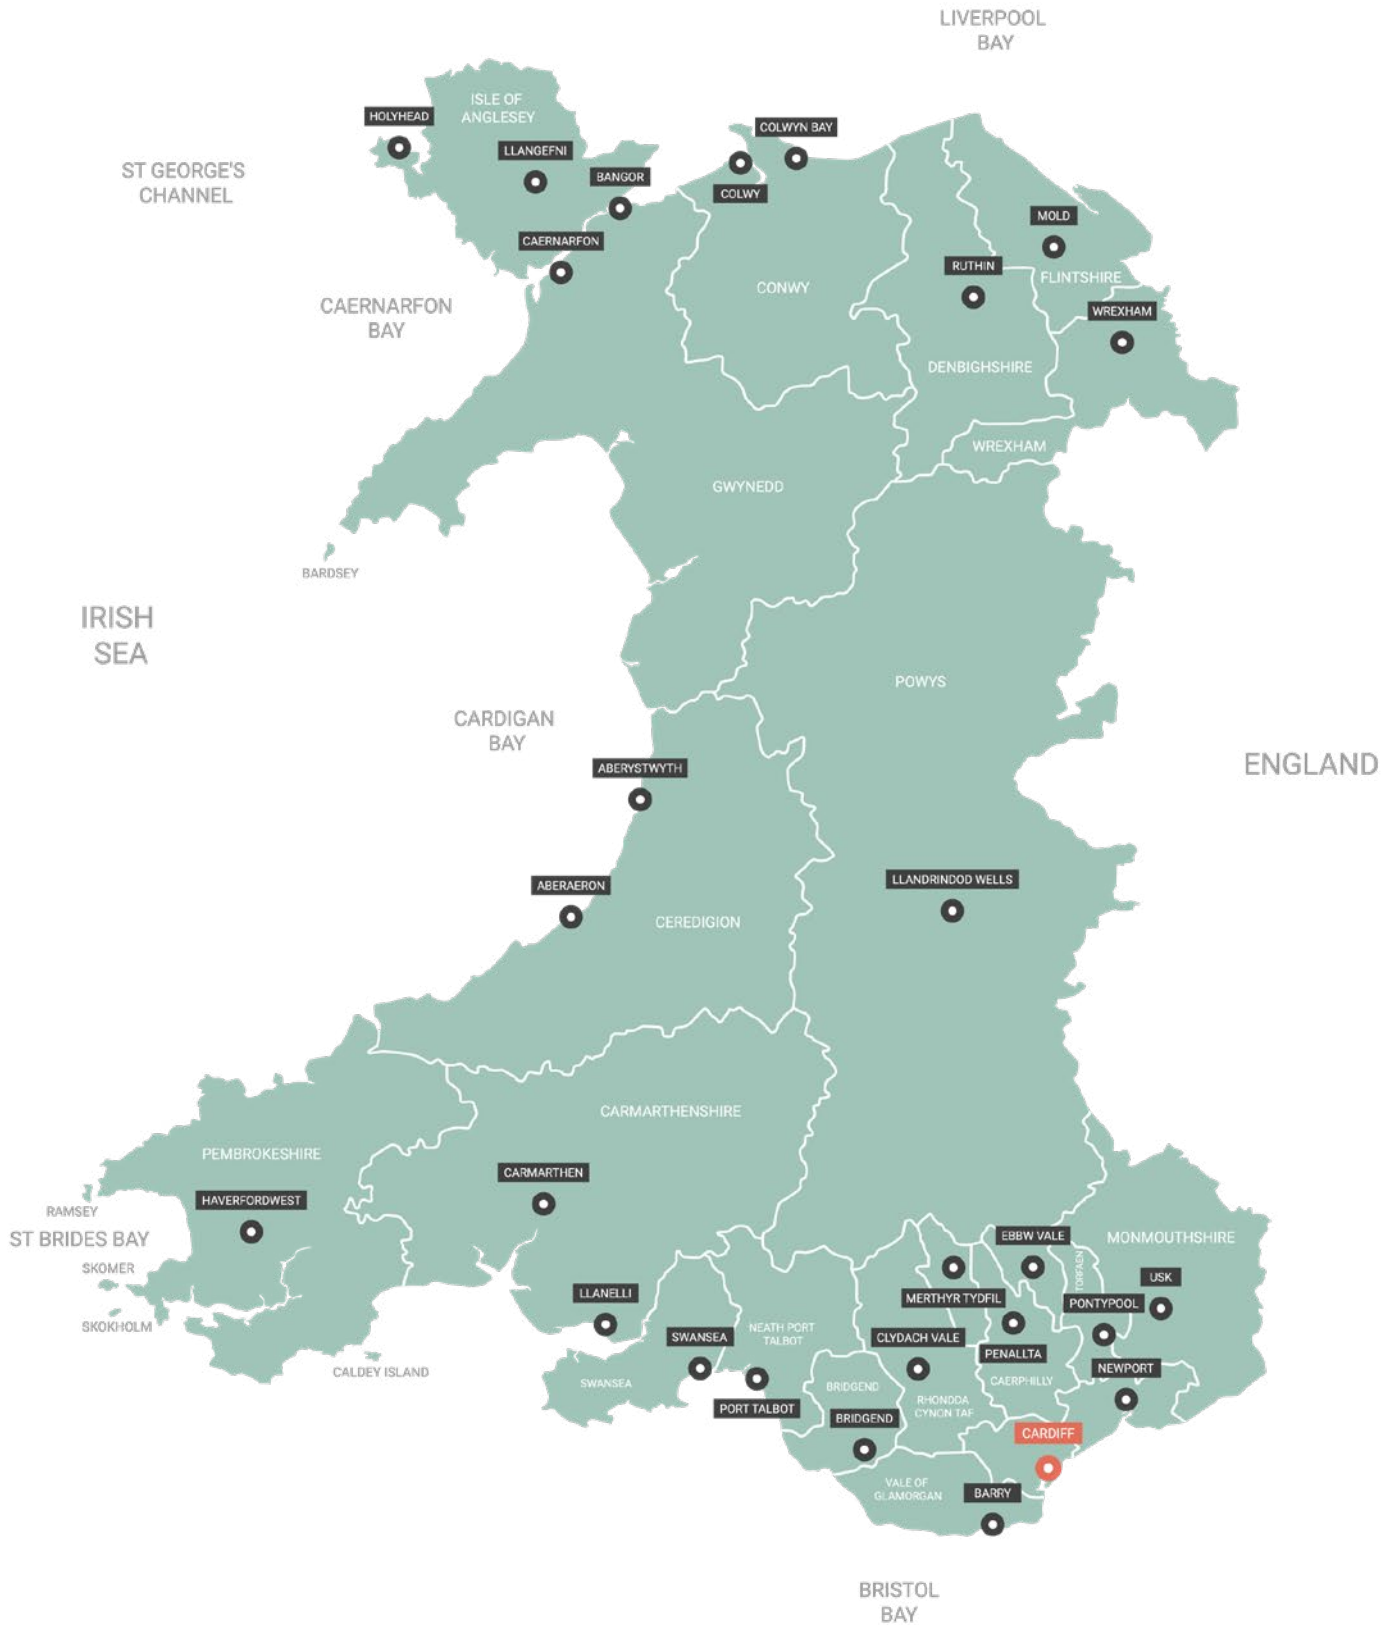 LIVERPOOL
BAY
ISLE OF
ANGLESEY
HOLYHEAD
COLWYN BAY
LLANGEFNI
ST GEORGE'S
CHANNEL
BANGOR
COLWY
MOLD
CAERNARFON
RUTHIN
FLINTSHIRE
CONWY
CAERNARFON
BAY
WREXHAM
DENBIGHSHIRE
WREXHAM
GWYNEDD
BARDSEY
IRISH
SEA
POWYS
CARDIGAN
BAY
ENGLAND
ABERYSTWYTH
LLANDRINDOD WELLS
ABERAERON
CEREDIGION
CARMARTHENSHIRE
PEMBROKESHIRE
CARMARTHEN
HAVERFORDWEST
RAMSEY
ST BRIDES BAY
SKOMER
SKOKHOLM
EBBW VALE
MONMOUTHSHIRE
TORFAEN
USK
LLANELLI
MERTHYR TYDFIL
PONTYPOOL
NEATH PORT
TALBOT
SWANSEA
CLYDACH VALE
PENALLTA
CALDEY ISLAND
NEWPORT
SWANSEA
BRIDGEND
CAERPHILLY
RHONDDA
CYNON TAF
PORT TALBOT
BRIDGEND
CARDIFF
VALE OF
GLAMORGAN
BARRY
BRISTOL
BAY